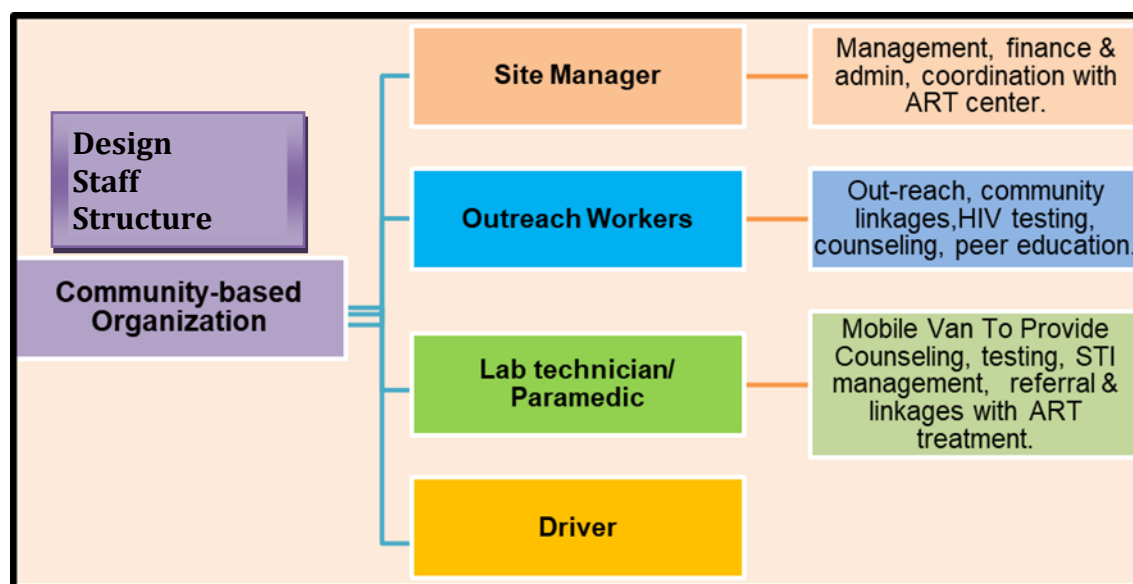 Design
Staff
Structure
Community-based
Organization
Site Manager
Management, finance &
admin, coordination with
ART center.
Outreach Workers
Out-reach, community
linkages,HIV testing,
counseling, peer education.
Lab technician/
Paramedic
Mobile Van To Provide
Counseling, testing, STI
management, referral &
linkages with ART
treatment.
Driver